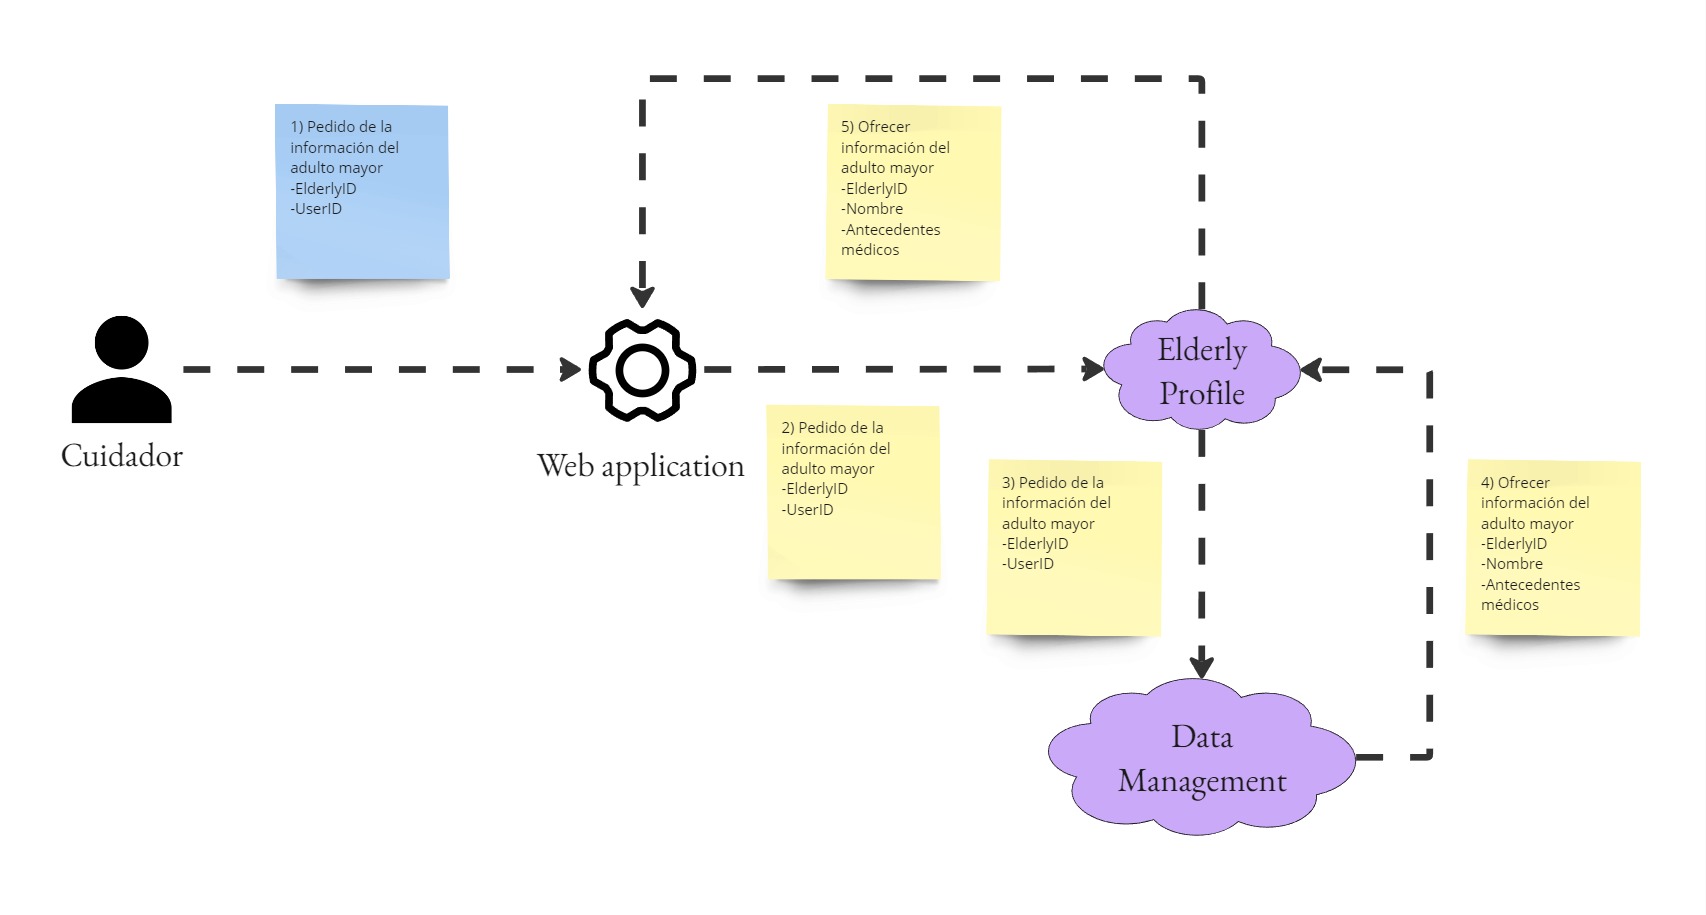 1) Pedido de la
información del
adulto mayor
-ElderlyID
-UserID
5) Ofrecer
información del
adulto mayor
-ElderlyID
-Nombre
-Antecedentes
médicos
Cuidador
Web application
Elderly
Profile
2) Pedido de la
información del
adulto mayor
-ElderlyID
-UserID
3) Pedido de la
información del
adulto mayor
-ElderlyID
-UserID
4) Ofrecer
información del
adulto mayor
-ElderlyID
-Nombre
-Antecedentes
médicos
Data
Management